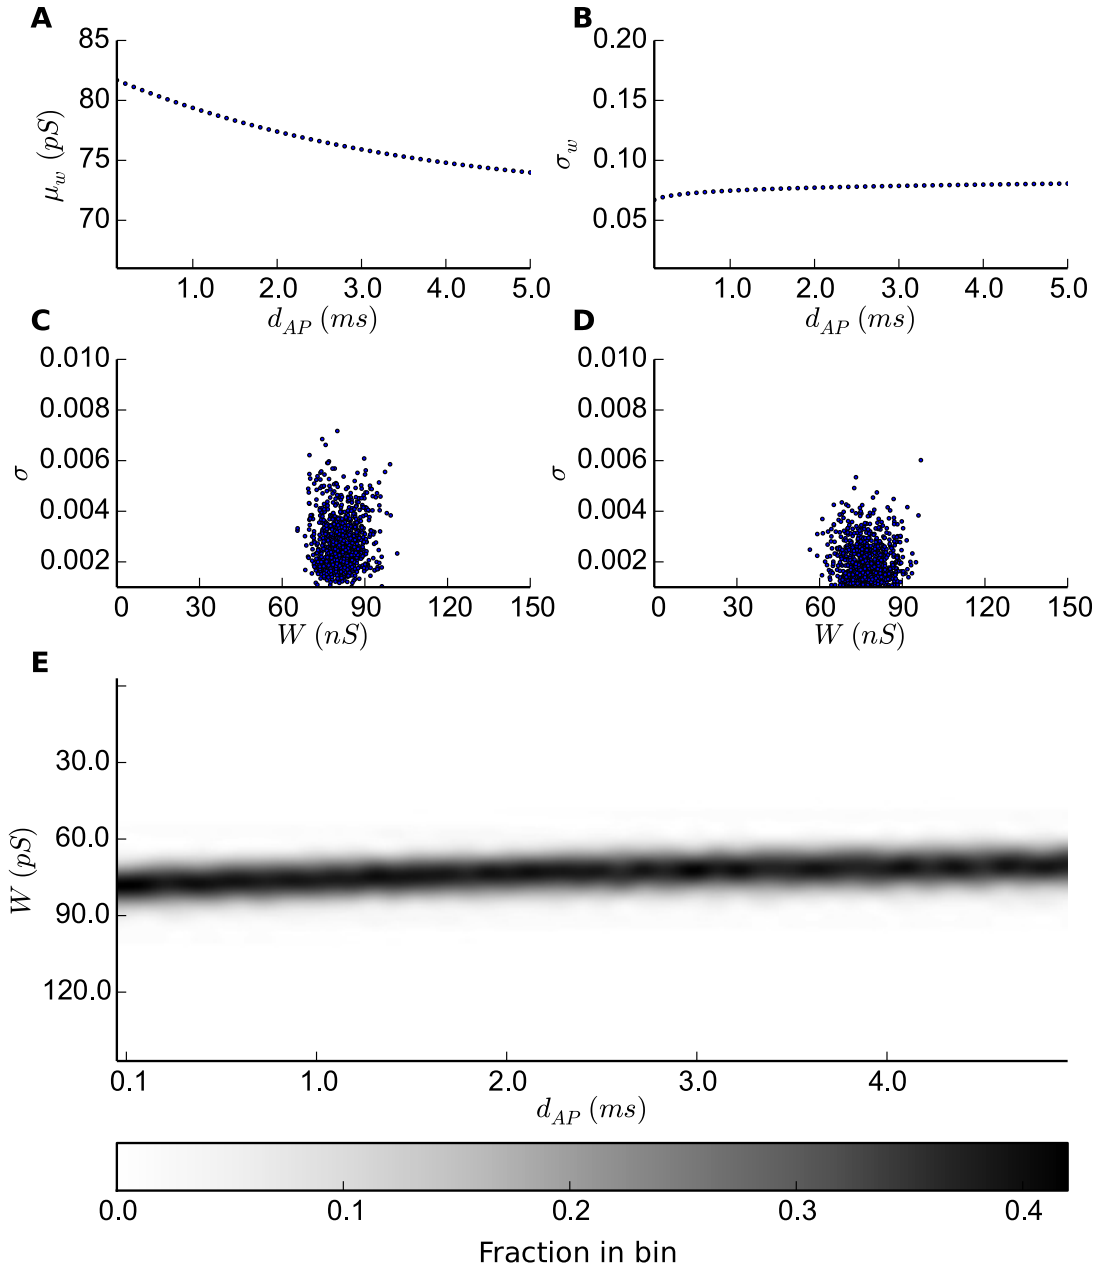 A
85
80
75
70
μ_w (pS)
1.0 2.0 3.0 4.0 5.0
d_AP (ms)
B
0.20
0.15
0.10
0.05
σ_w
1.0 2.0 3.0 4.0 5.0
d_AP (ms)
C
0.010
0.008
0.006
0.004
0.002
σ
0 30 60 90 120 150
W (nS)
D
0.010
0.008
0.006
0.004
0.002
σ
0 30 60 90 120 150
W (nS)
E
30.0
60.0
90.0
120.0
W (pS)
0.1 1.0 2.0 3.0 4.0
d_AP (ms)
0.0 0.1 0.2 0.3 0.4
Fraction in bin